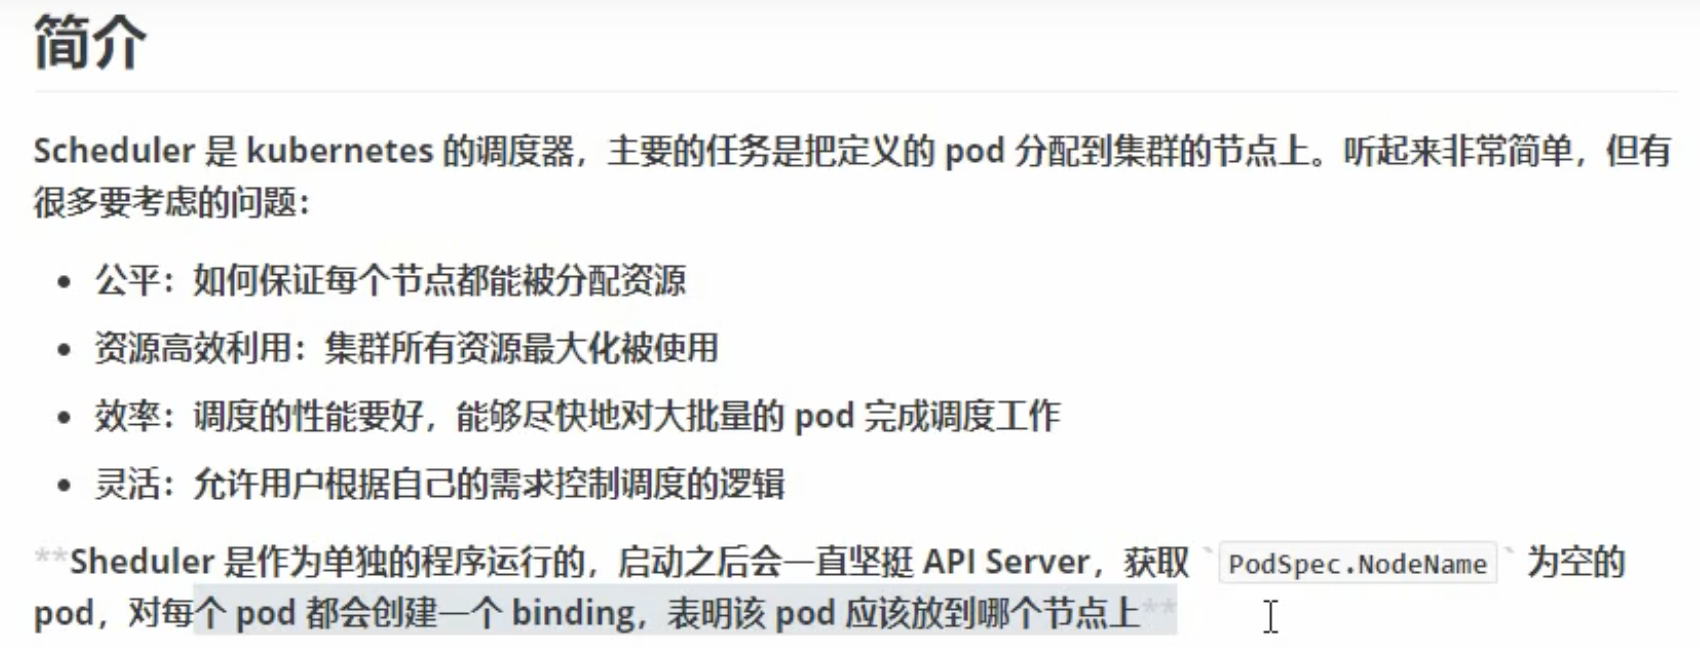 简介
Scheduler 是 kubernetes 的调度器，主要的任务是把定义的 pod 分配到集群的节点上。听起来非常简单，但有
很多要考虑的问题：
• 公平：如何保证每个节点都能被分配资源
• 资源高效利用：集群所有资源最大化被使用
• 效率：调度的性能要好，能够尽快地对大批量的 pod 完成调度工作
• 灵活：允许用户根据自己的需求控制调度的逻辑
**Sheduler 是作为单独的程序运行的，启动之后会一直坚挺 API Server，获取 `PodSpec.NodeName` 为空的
pod，对每个 pod 都会创建一个 binding，表明该 pod 应该放到哪个节点上**